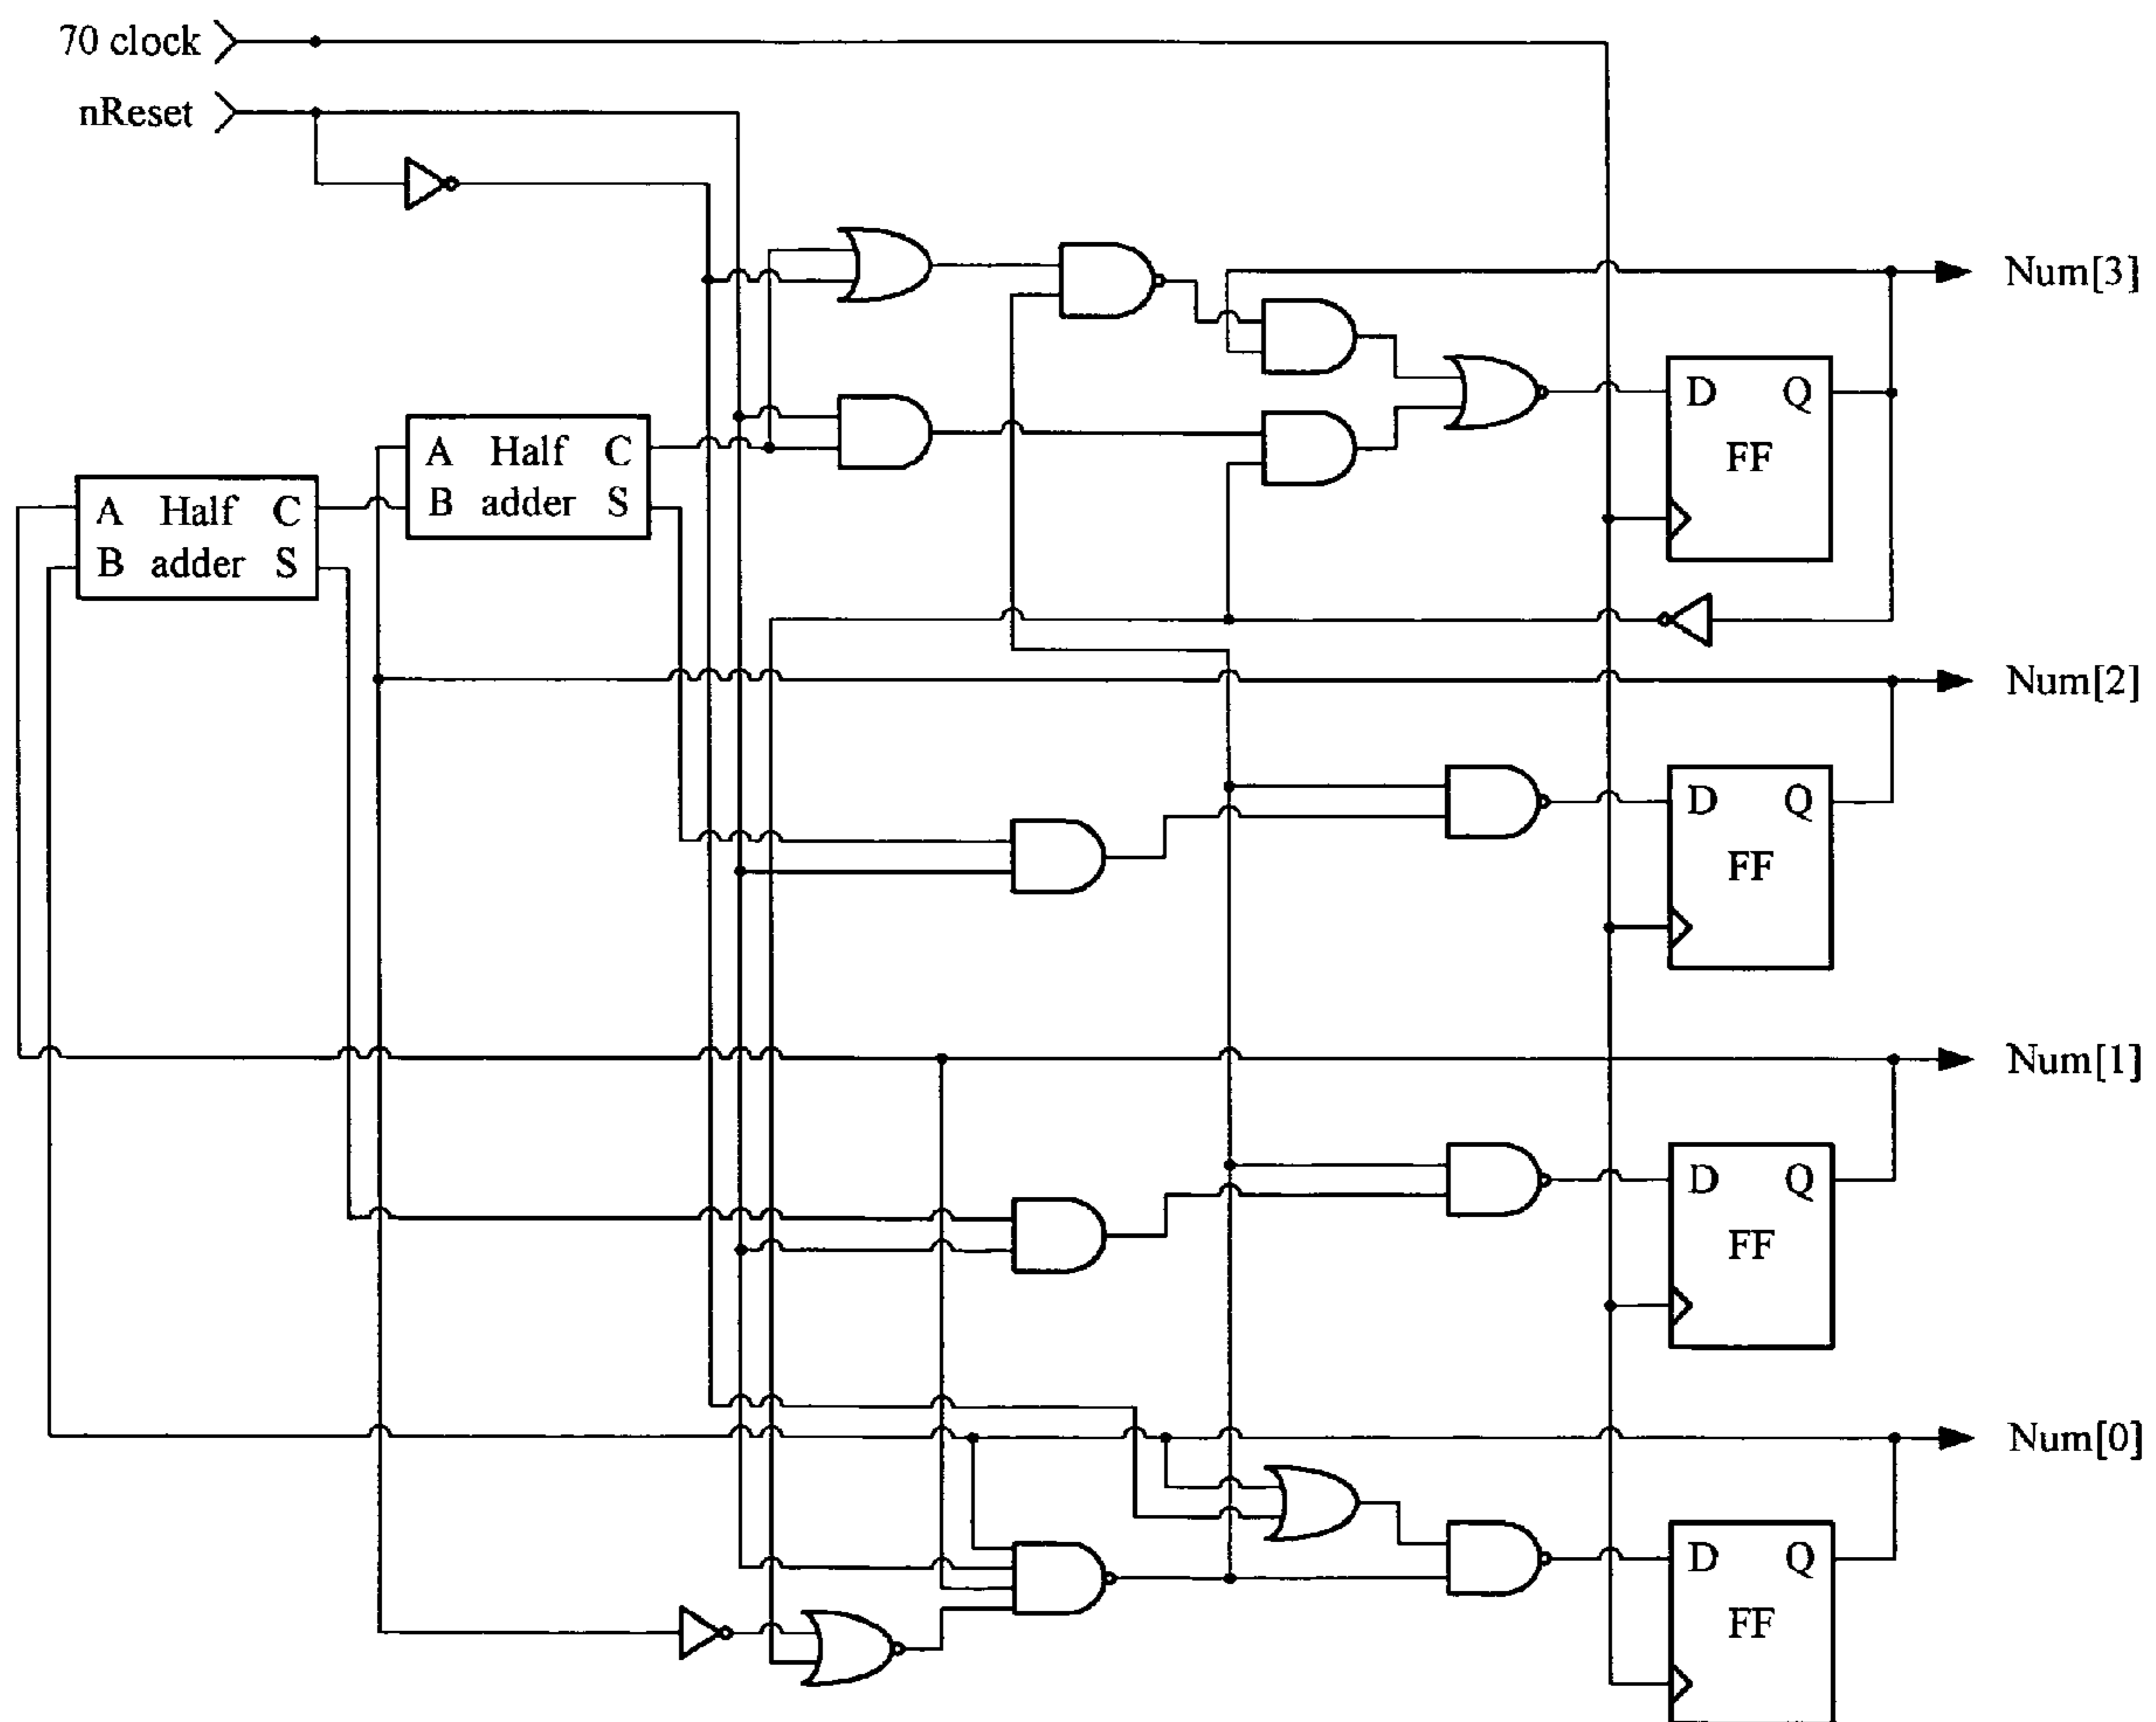 70 clock
nReset
Num[3]
D Q
FF
A Half C
B adder S
A Half C
B adder S
Num[2]
D Q
FF
Num[1]
D Q
FF
Num[0]
D Q
FF